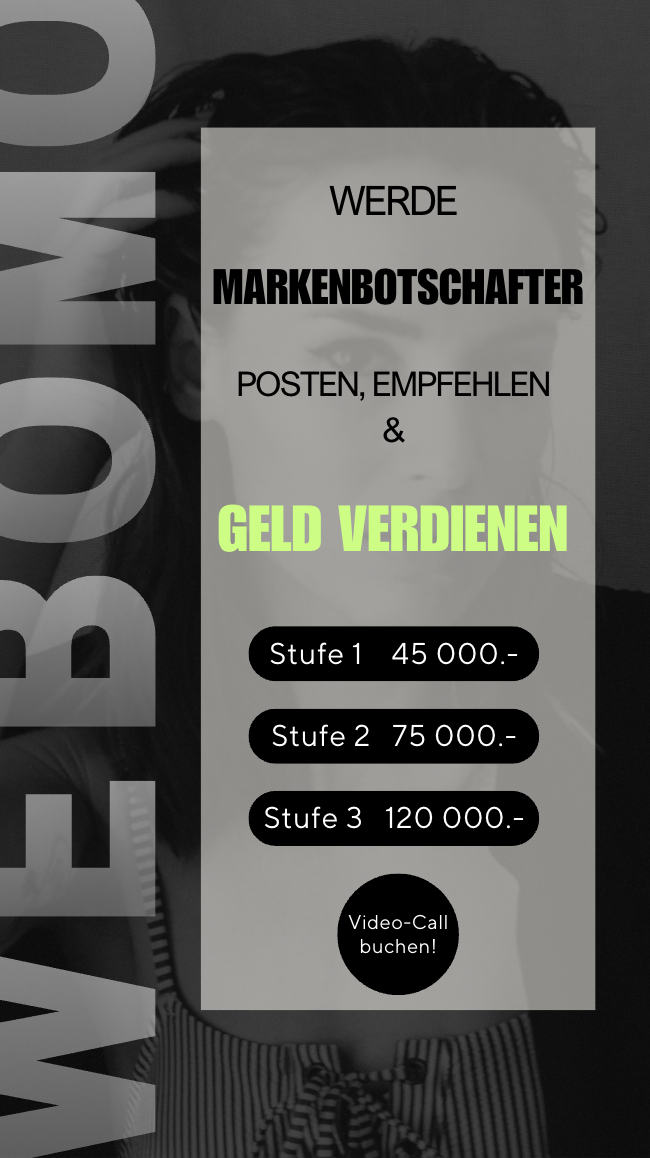 WEBOMO
WERDE
MARKENBOTSCHAFTER
POSTEN, EMPFEHLEN
&
GELD VERDIENEN
Stufe 1 45 000.-
Stufe 2 75 000.-
Stufe 3 120 000.-
Video-Call
buchen!